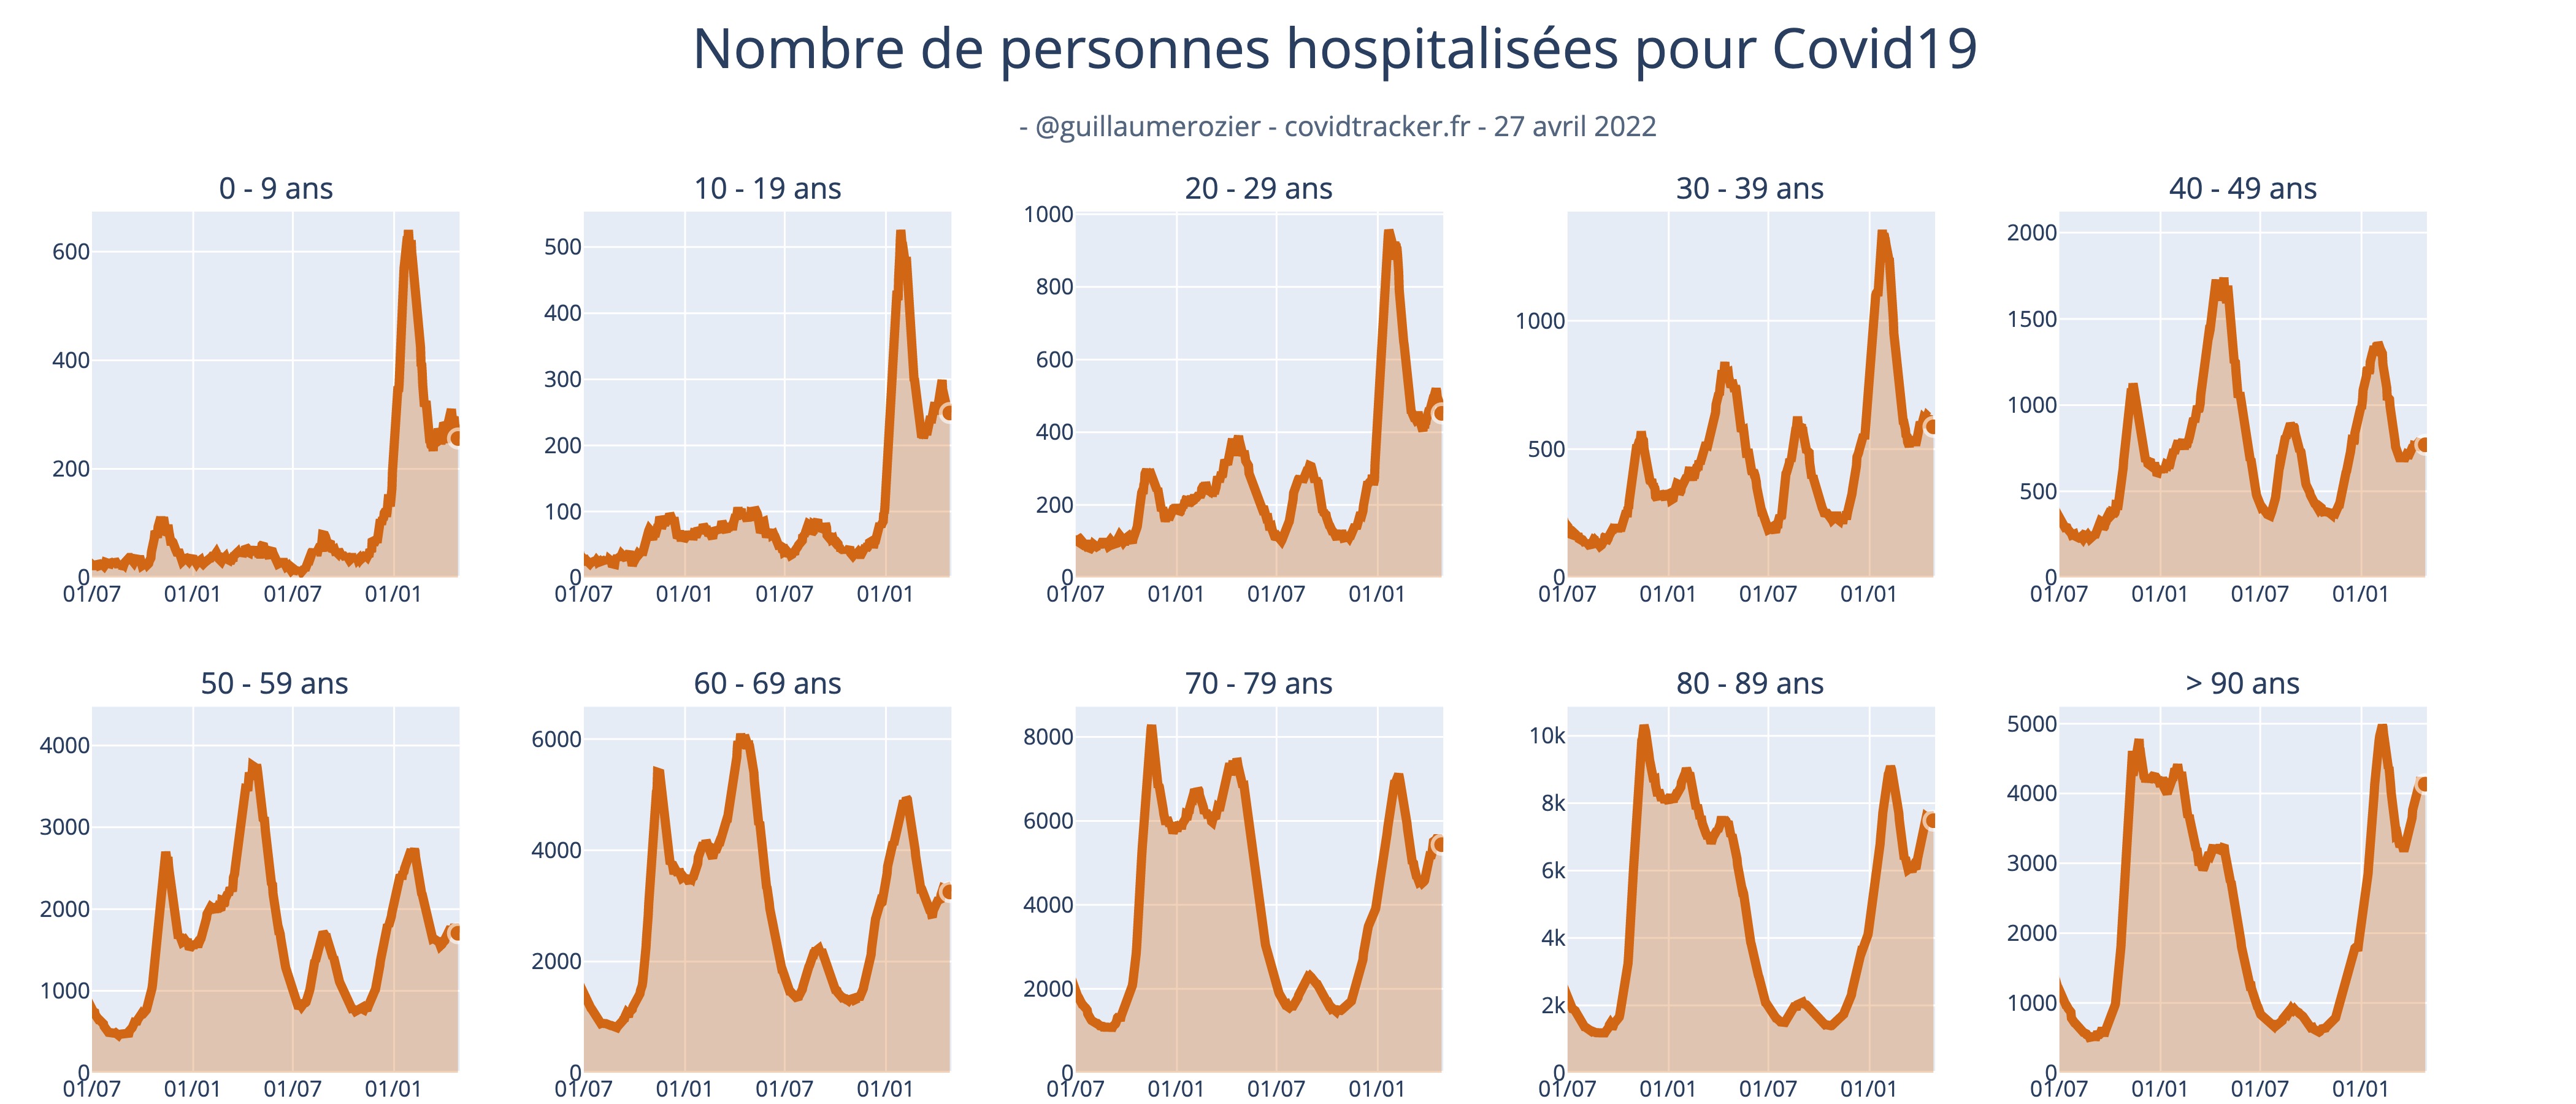 Nombre de personnes hospitalisées pour Covid19
- @guillaumerozier - covidtracker.fr - 27 avril 2022
0 - 9 ans
600
400
200
0
01/07 01/01 01/07 01/01
10 - 19 ans
500
400
300
200
100
0
01/07 01/01 01/07 01/01
20 - 29 ans
1000
800
600
400
200
0
01/07 01/01 01/07 01/01
30 - 39 ans
1000
500
0
01/07 01/01 01/07 01/01
40 - 49 ans
2000
1500
1000
500
0
01/07 01/01 01/07 01/01
50 - 59 ans
4000
3000
2000
1000
0
01/07 01/01 01/07 01/01
60 - 69 ans
6000
4000
2000
0
01/07 01/01 01/07 01/01
70 - 79 ans
8000
6000
4000
2000
0
01/07 01/01 01/07 01/01
80 - 89 ans
10k
8k
6k
4k
2k
0
01/07 01/01 01/07 01/01
> 90 ans
5000
4000
3000
2000
1000
0
01/07 01/01 01/07 01/01